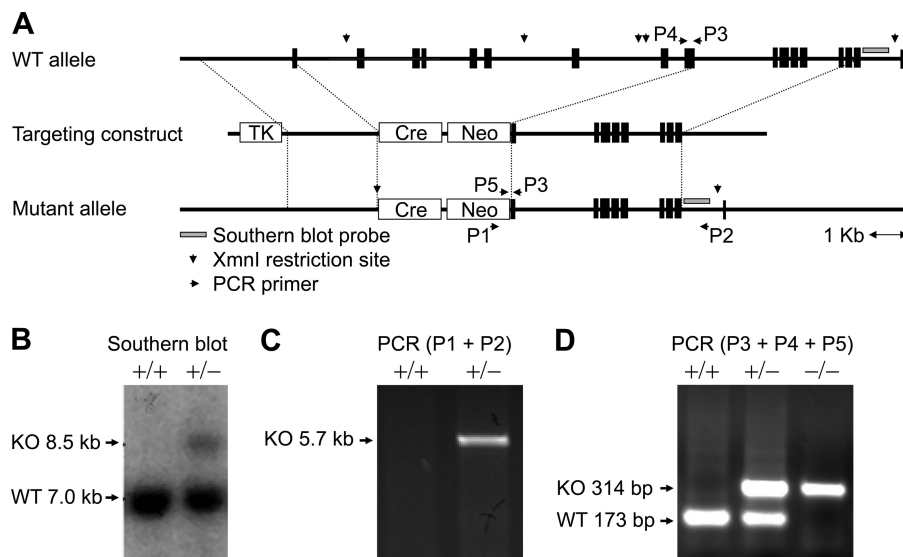 A
P4 P3
WT allele
Targeting construct
TK Cre Neo
P5 P3
Mutant allele
Cre Neo
P1 P2
Southern blot probe
1 Kb
XmnI restriction site
PCR primer
B
Southern blot
+/+ +/−
KO 8.5 kb
WT 7.0 kb
C
PCR (P1 + P2)
+/+ +/−
KO 5.7 kb
D
PCR (P3 + P4 + P5)
+/+ +/− −/−
KO 314 bp
WT 173 bp